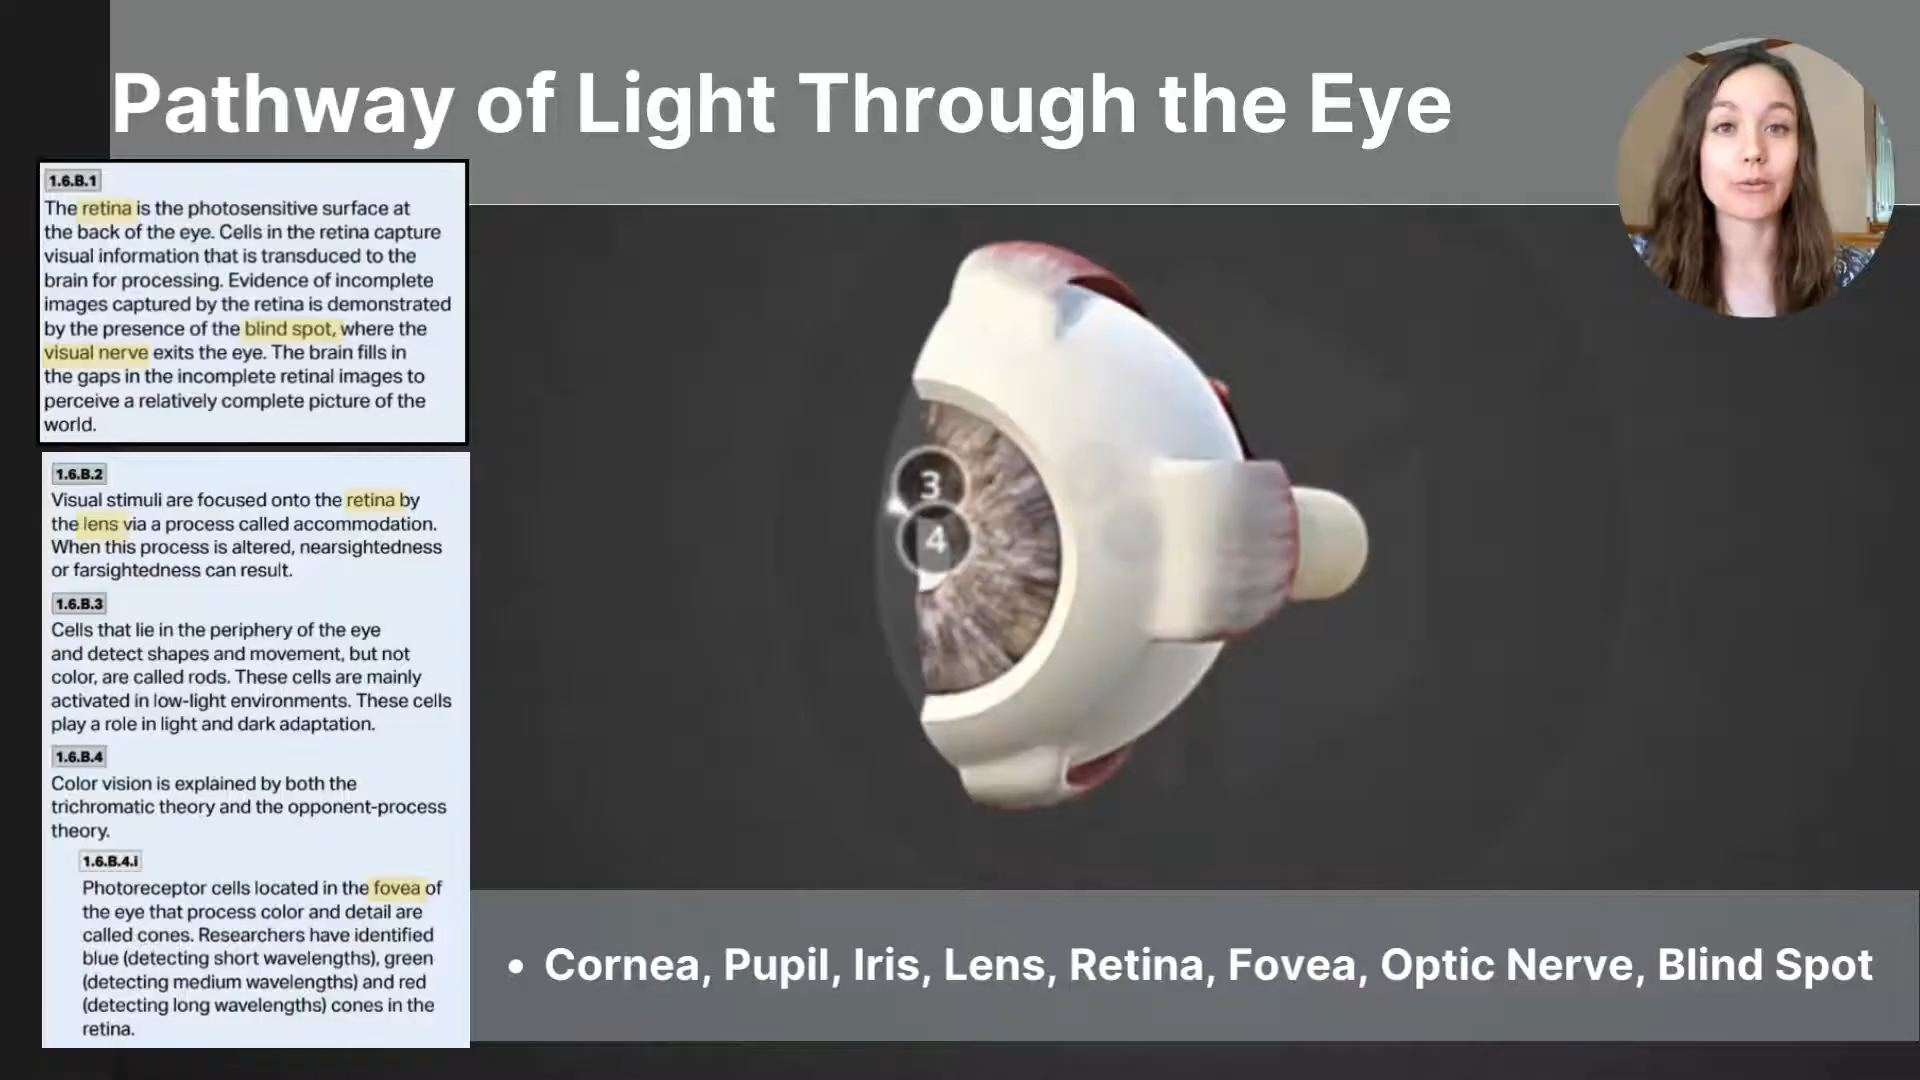 Pathway of Light Through the Eye
1.6.B.1
The retina is the photosensitive surface at
the back of the eye. Cells in the retina capture
visual information that is transduced to the
brain for processing. Evidence of incomplete
images captured by the retina is demonstrated
by the presence of the blind spot, where the
visual nerve exits the eye. The brain fills in
the gaps in the incomplete retinal images to
perceive a relatively complete picture of the
world.
1.6.B.2
Visual stimuli are focused onto the retina by
the lens via a process called accommodation.
When this process is altered, nearsightedness
or farsightedness can result.
1.6.B.3
Cells that lie in the periphery of the eye
and detect shapes and movement, but not
color, are called rods. These cells are mainly
activated in low-light environments. These cells
play a role in light and dark adaptation.
1.6.B.4
Color vision is explained by both the
trichromatic theory and the opponent-process
theory.
1.6.B.4.i
Photoreceptor cells located in the fovea of
the eye that process color and detail are
called cones. Researchers have identified
blue (detecting short wavelengths), green
(detecting medium wavelengths) and red
(detecting long wavelengths) cones in the
retina.
3
4
• Cornea, Pupil, Iris, Lens, Retina, Fovea, Optic Nerve, Blind Spot